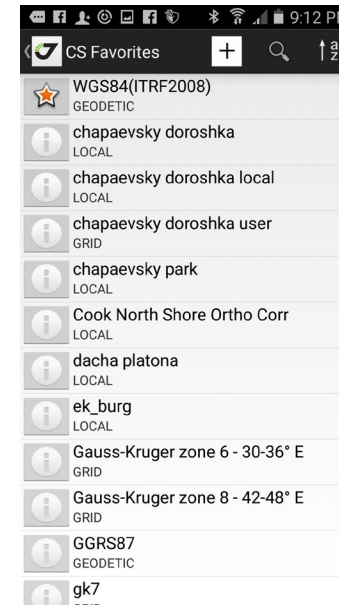 9:12 P
CS Favorites
WGS84(ITRF2008)
GEODETIC
chapaevsky doroshka
LOCAL
chapaevsky doroshka local
LOCAL
chapaevsky doroshka user
GRID
chapaevsky park
LOCAL
Cook North Shore Ortho Corr
LOCAL
dacha platona
LOCAL
ek_burg
LOCAL
Gauss-Kruger zone 6 - 30-36° E
GRID
Gauss-Kruger zone 8 - 42-48° E
GRID
GGRS87
GEODETIC
gk7